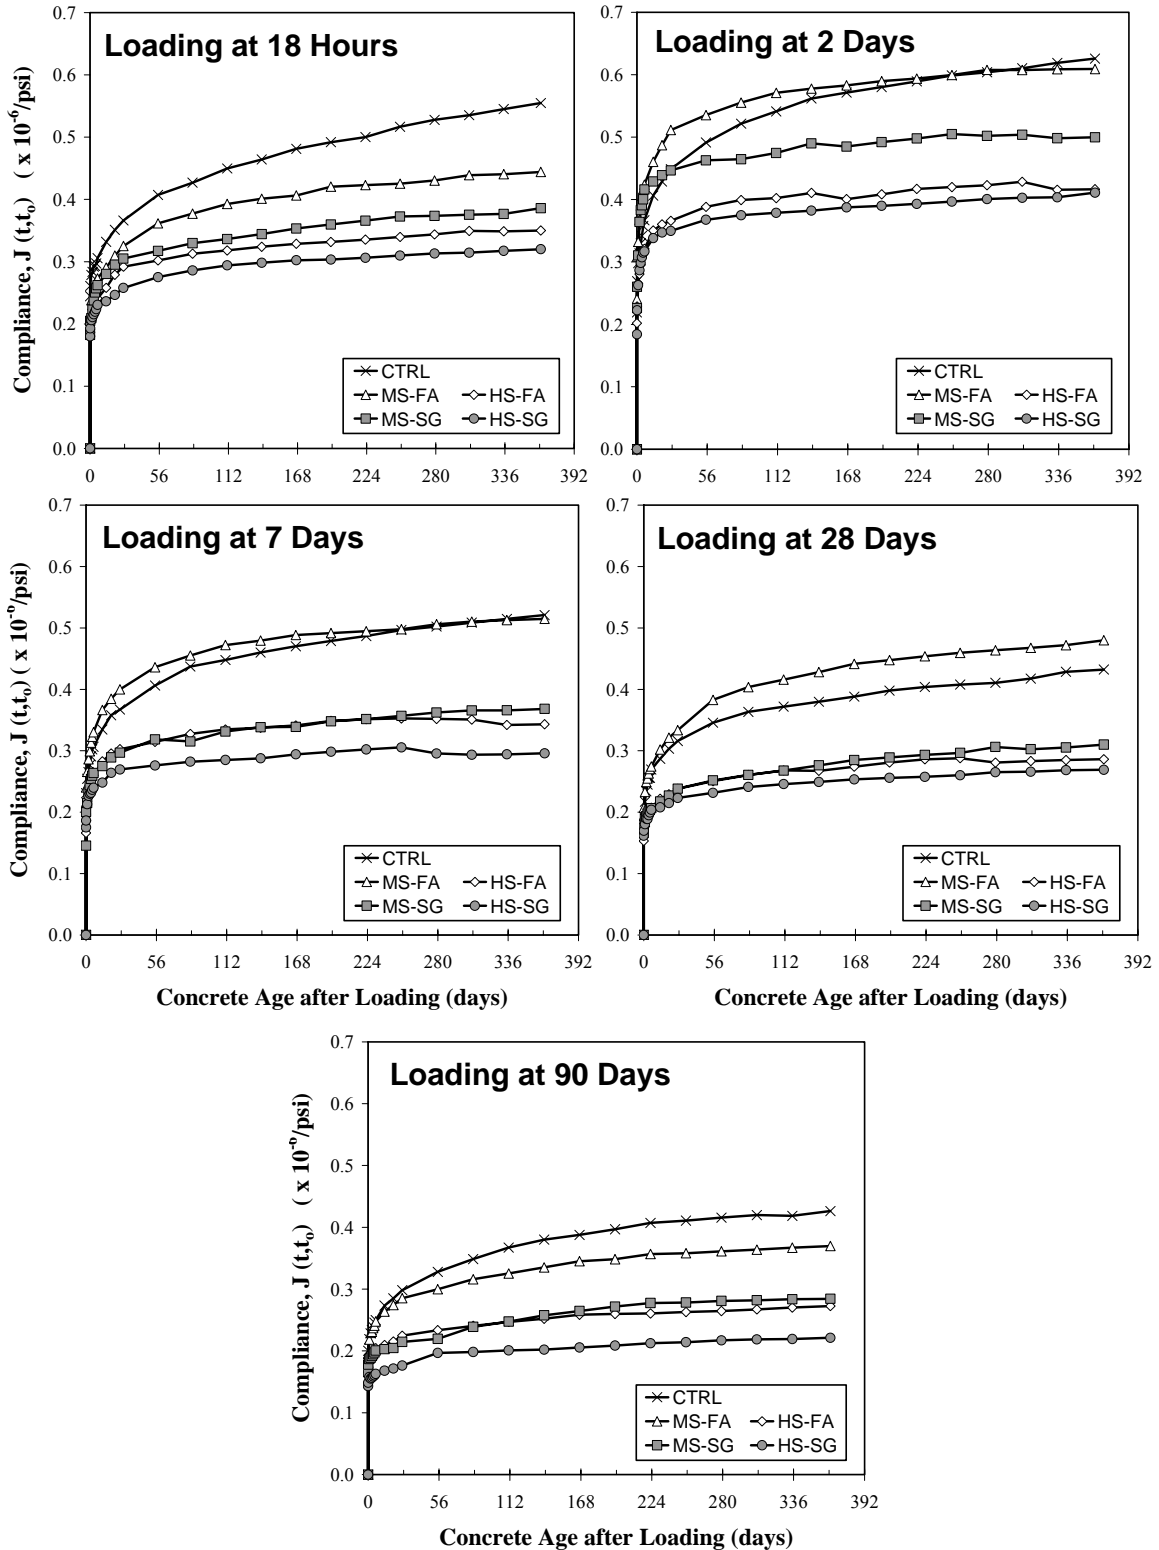 Loading at 18 Hours
Compliance, J (t,to) ( x 10-6/psi)
0.7
0.6
0.5
0.4
0.3
0.2
0.1
0.0
0 56 112 168 224 280 336 392
CTRL
MS-FA HS-FA
MS-SG HS-SG
Loading at 2 Days
0.7
0.6
0.5
0.4
0.3
0.2
0.1
0.0
0 56 112 168 224 280 336 392
CTRL
MS-FA HS-FA
MS-SG HS-SG
Loading at 7 Days
Compliance, J (t,to) ( x 10-6/psi)
0.7
0.6
0.5
0.4
0.3
0.2
0.1
0.0
0 56 112 168 224 280 336 392
CTRL
MS-FA HS-FA
MS-SG HS-SG
Concrete Age after Loading (days)
Loading at 28 Days
0.7
0.6
0.5
0.4
0.3
0.2
0.1
0.0
0 56 112 168 224 280 336 392
CTRL
MS-FA HS-FA
MS-SG HS-SG
Concrete Age after Loading (days)
Loading at 90 Days
Compliance, J (t,to) ( x 10-6/psi)
0.7
0.6
0.5
0.4
0.3
0.2
0.1
0.0
0 56 112 168 224 280 336 392
CTRL
MS-FA HS-FA
MS-SG HS-SG
Concrete Age after Loading (days)